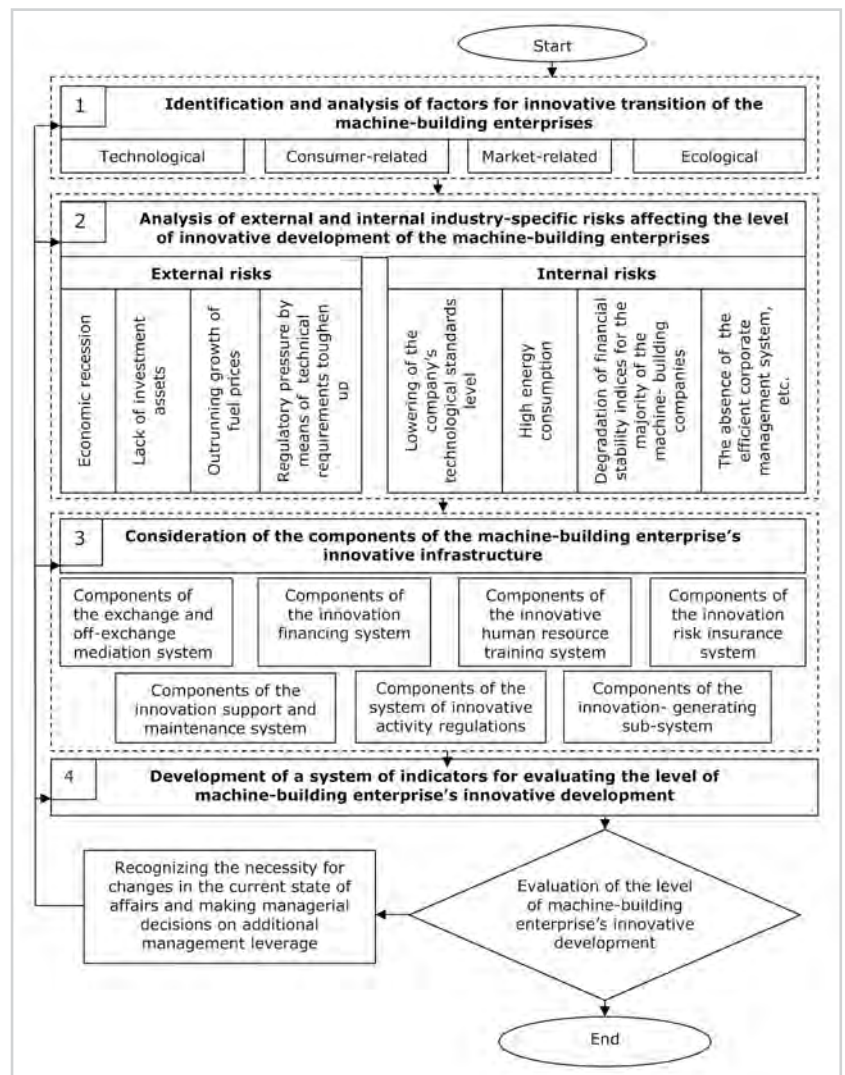 Start
1
Identification and analysis of factors for innovative transition of the
machine-building enterprises
Technological
Consumer-related
Market-related
Ecological
2
Analysis of external and internal industry-specific risks affecting the level
of innovative development of the machine-building enterprises
External risks
Internal risks
Economic recession
Lack of investment
assets
Outrunning growth of
fuel prices
Regulatory pressure by
means of technical
requirements toughen
up
Lowering of the
company's
technological standards
level
High energy
consumption
Degradation of financial
stability indices for the
majority of the
machine- building
companies
The absence of the
efficient corporate
management system,
etc.
3
Consideration of the components of the machine-building enterprise's
innovative infrastructure
Components of
the exchange and
off-exchange
mediation system
Components of
the innovation
financing system
Components of
the innovative
human resource
training system
Components of
the innovation
risk insurance
system
Components of the
innovation support and
maintenance system
Components of the
system of innovative
activity regulations
Components of the
innovation- generating
sub-system
4
Development of a system of indicators for evaluating the level of
machine-building enterprise's innovative development
Recognizing the necessity for
changes in the current state of
affairs and making managerial
decisions on additional
management leverage
Evaluation of the level
of machine-building
enterprise's innovative
development
End